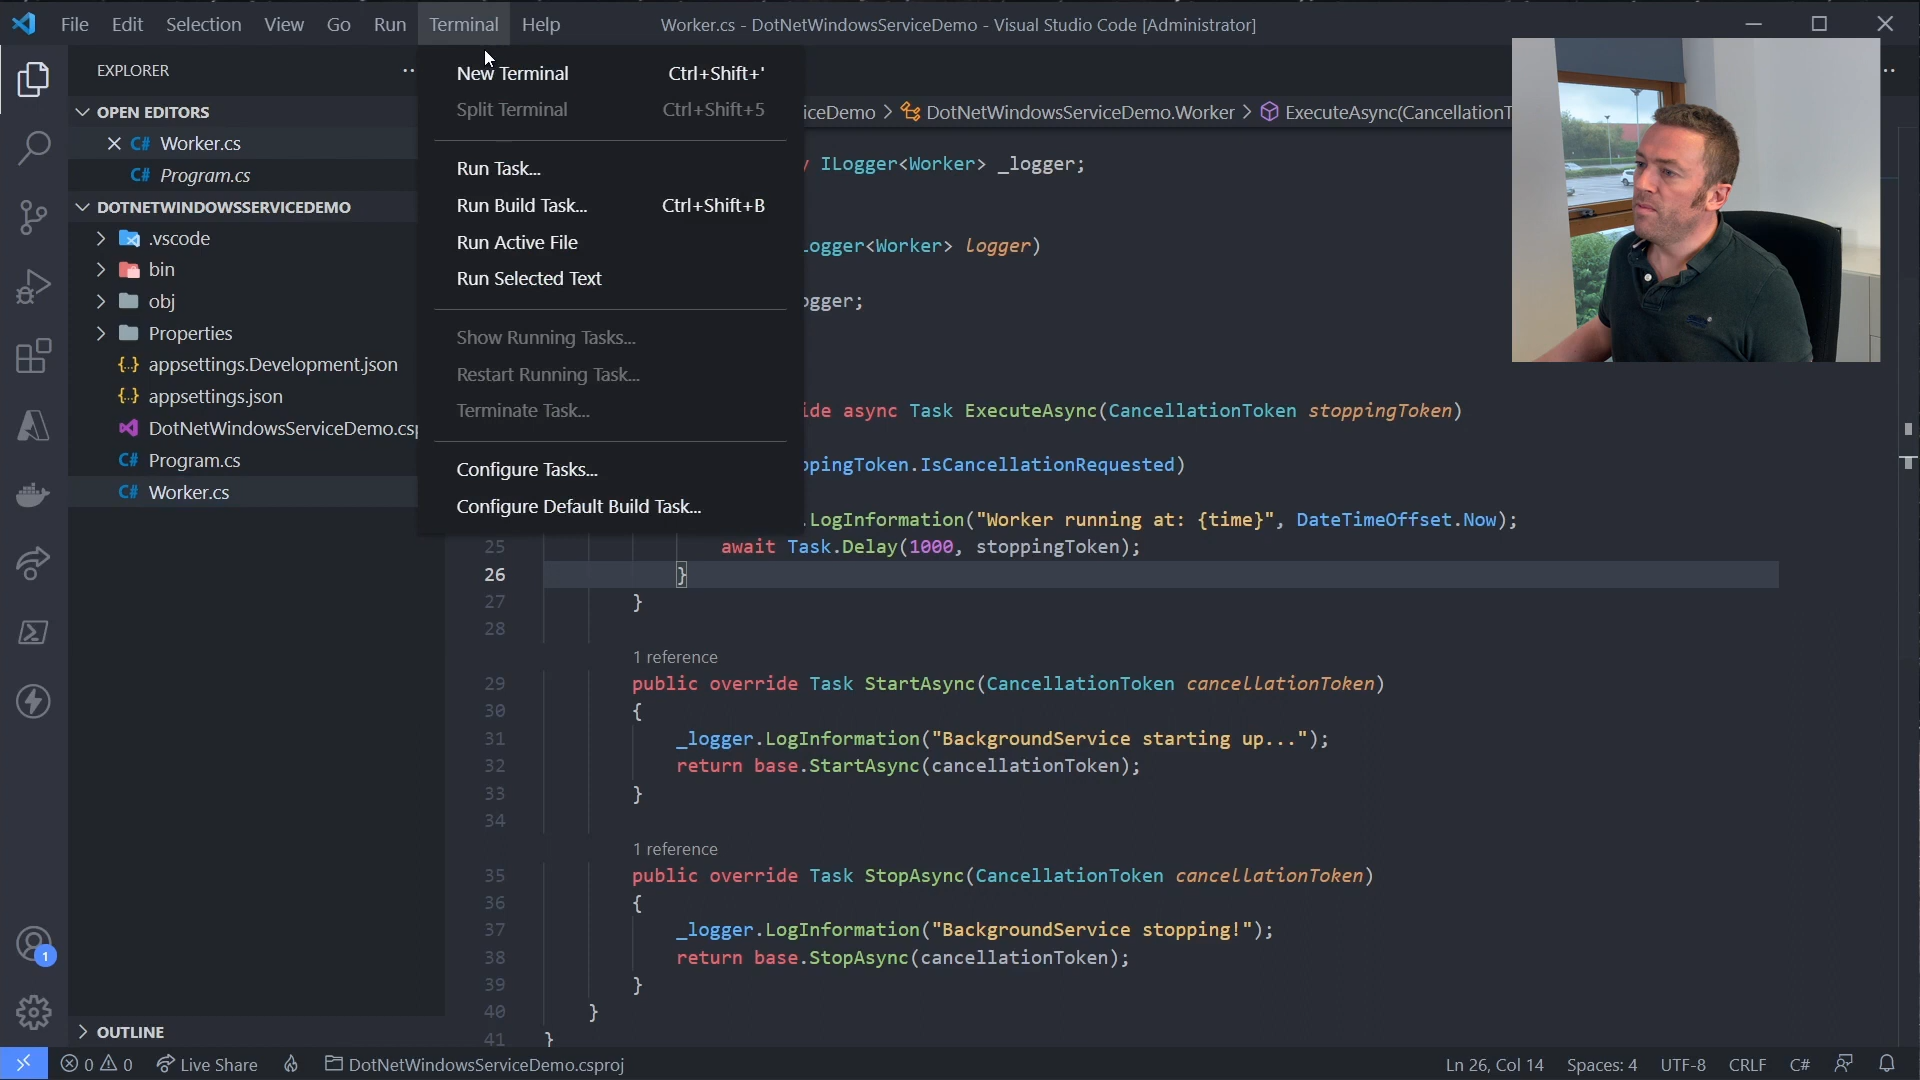 File Edit Selection View Go Run Terminal Help Worker.cs - DotNetWindowsServiceDemo - Visual Studio Code [Administrator]
EXPLORER
OPEN EDITORS
C# Worker.cs
C# Program.cs
DOTNETWINDOWSSERVICEDEMO
.vscode
bin
obj
Properties
{..} appsettings.Development.json
{..} appsettings.json
DotNetWindowsServiceDemo.csp
C# Program.cs
C# Worker.cs
OUTLINE
New Terminal Ctrl+Shift+'
Split Terminal Ctrl+Shift+5
Run Task...
Run Build Task... Ctrl+Shift+B
Run Active File
Run Selected Text
Show Running Tasks...
Restart Running Task...
Terminate Task...
Configure Tasks...
Configure Default Build Task...
iceDemo > DotNetWindowsServiceDemo.Worker > ExecuteAsync(CancellationT
ILogger<Worker> _logger;
Logger<Worker> logger)
ogger;
ide async Task ExecuteAsync(CancellationToken stoppingToken)
ppingToken.IsCancellationRequested)
.LogInformation("Worker running at: {time}", DateTimeOffset.Now);
25 await Task.Delay(1000, stoppingToken);
26 }
27 }
28
1 reference
29 public override Task StartAsync(CancellationToken cancellationToken)
30 {
31 _logger.LogInformation("BackgroundService starting up...");
32 return base.StartAsync(cancellationToken);
33 }
34
1 reference
35 public override Task StopAsync(CancellationToken cancellationToken)
36 {
37 _logger.LogInformation("BackgroundService stopping!");
38 return base.StopAsync(cancellationToken);
39 }
40 }
41 }
1
0 0 Live Share DotNetWindowsServiceDemo.csproj Ln 26, Col 14 Spaces: 4 UTF-8 CRLF C#